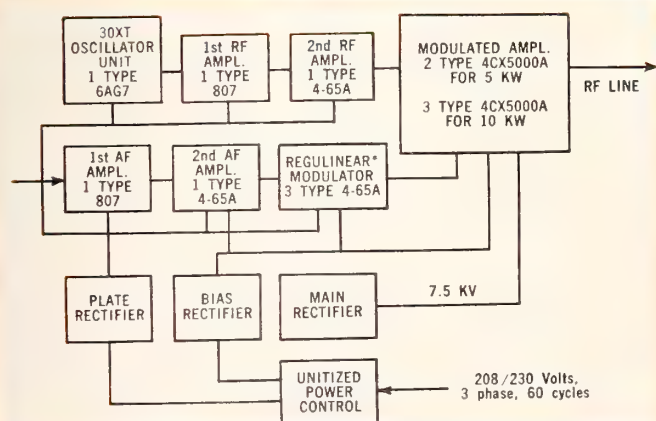 30XT
OSCILLATOR
UNIT
1 TYPE
6AG7
1st RF
AMPL.
1 TYPE
807
2nd RF
AMPL.
1 TYPE
4-65A
MODULATED AMPL.
2 TYPE 4CX5000A
FOR 5 KW
3 TYPE 4CX5000A
FOR 10 KW
RF LINE
1st AF
AMPL.
1 TYPE
807
2nd AF
AMPL.
1 TYPE
4-65A
REGULINEAR*
MODULATOR
3 TYPE 4-65A
PLATE
RECTIFIER
BIAS
RECTIFIER
MAIN
RECTIFIER
7.5 KV
UNITIZED
POWER
CONTROL
208/230 Volts,
3 phase, 60 cycles